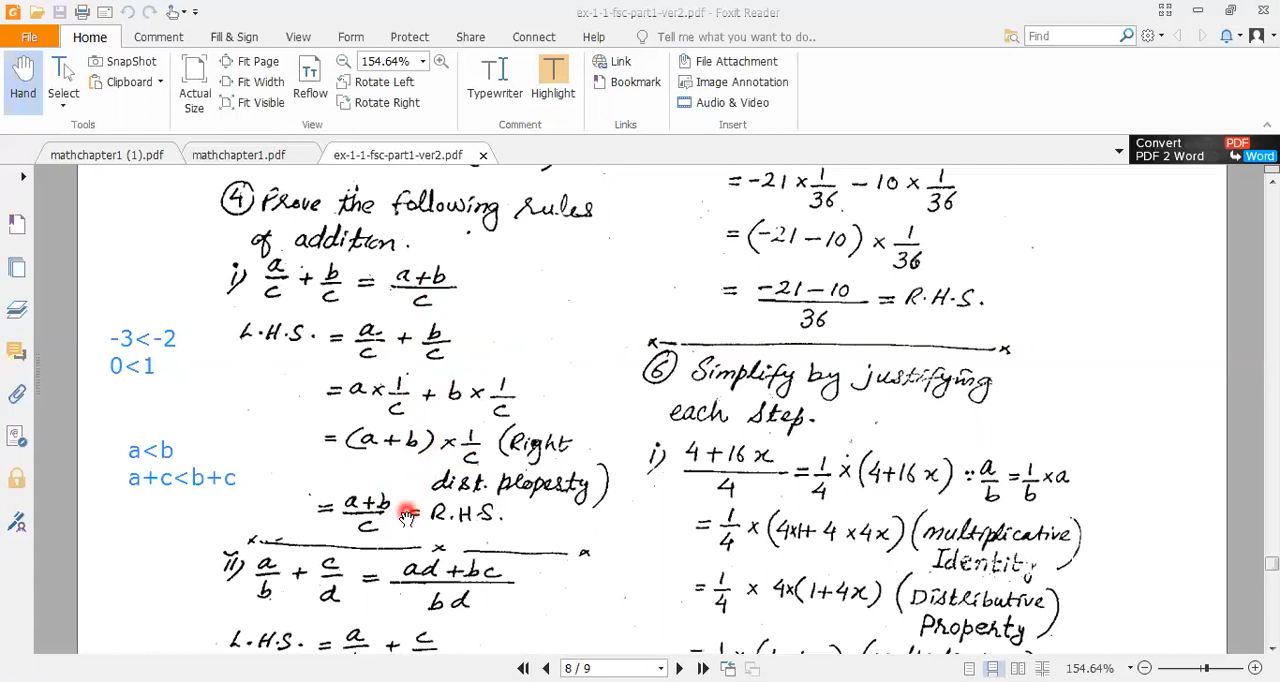 ex-1-1-fsc-part1-ver2.pdf - Foxit Reader
File Home Comment Fill & Sign View Form Protect Share Connect Help Tell me what you want to do.. Find
Hand
Select
SnapShot
Clipboard
Tools
Actual Size
Fit Page
Fit Width
Fit Visible
Reflow
154.64%
Rotate Left
Rotate Right
View
Typewriter
Highlight
Comment
Link
Bookmark
Links
File Attachment
Image Annotation
Audio & Video
Insert
mathchapter1 (1).pdf mathchapter1.pdf ex-1-1-fsc-part1-ver2.pdf
Convert PDF
PDF 2 Word Word
④ Prove the following rules
of addition.
i) a/c + b/c = a+b/c
L.H.S. = a/c + b/c
= a × 1/c + b × 1/c
= (a+b) × 1/c (Right
dist. property)
= a+b/c = R.H.S.
x x x
ii) a/b + c/d = ad+bc/bd
L.H.S. = a + c
-3<-2
0<1
a<b
a+c<b+c
= -21 × 1/36 - 10 × 1/36
= (-21-10) × 1/36
= -21-10/36 = R.H.S.
x x
⑥ Simplify by justifying
each Step.
i) 4+16x/4 = 1/4 × (4+16x) ∵ a/b = 1/b × a
= 1/4 × (4×1+4×4x) (multiplicative
Identity)
= 1/4 × 4×(1+4x) (Distributive
Property)
8 / 9
154.64%